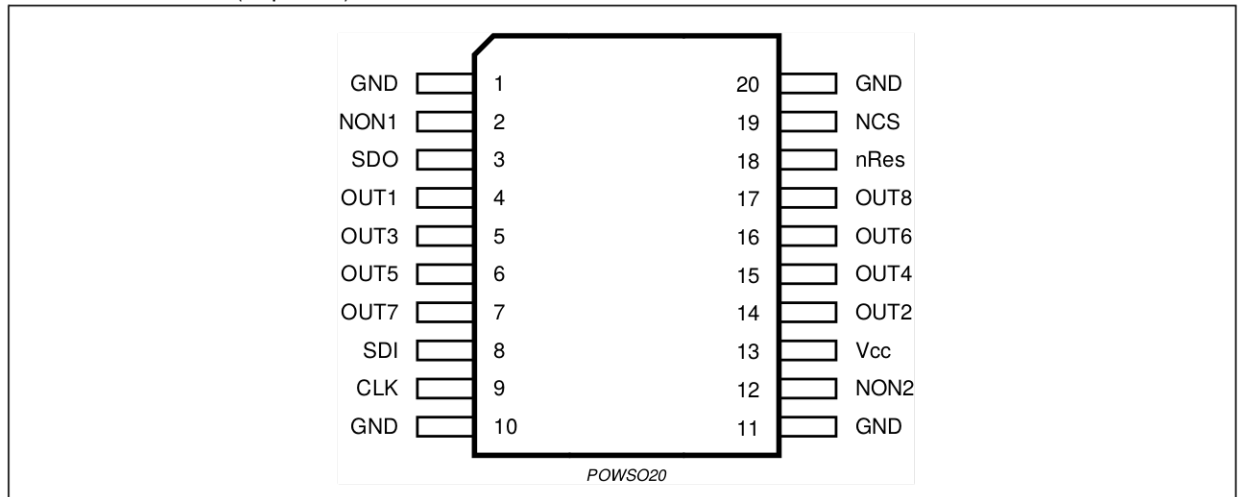 GND 1 20 GND
NON1 2 19 NCS
SDO 3 18 nRes
OUT1 4 17 OUT8
OUT3 5 16 OUT6
OUT5 6 15 OUT4
OUT7 7 14 OUT2
SDI 8 13 Vcc
CLK 9 12 NON2
GND 10 11 GND
POWSO20